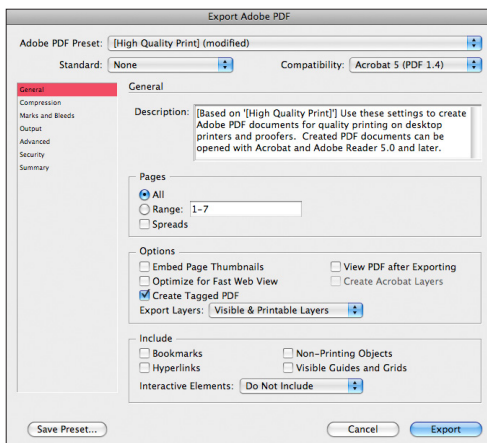 Export Adobe PDF
Adobe PDF Preset: [High Quality Print] (modified)
Standard: None Compatibility: Acrobat 5 (PDF 1.4)
General
Compression
Marks and Bleeds
Output
Advanced
Security
Summary
General
Description: [Based on '[High Quality Print]'] Use these settings to create
Adobe PDF documents for quality printing on desktop
printers and proofers. Created PDF documents can be
opened with Acrobat and Adobe Reader 5.0 and later.
Pages
All
Range: 1-7
Spreads
Options
Embed Page Thumbnails View PDF after Exporting
Optimize for Fast Web View Create Acrobat Layers
Create Tagged PDF
Export Layers: Visible & Printable Layers
Include
Bookmarks Non-Printing Objects
Hyperlinks Visible Guides and Grids
Interactive Elements: Do Not Include
Save Preset... Cancel Export